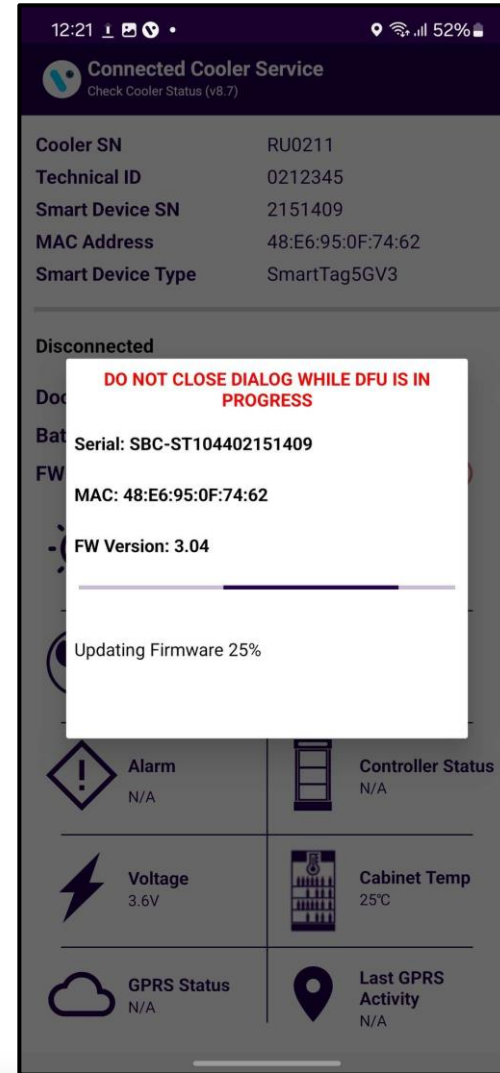 12:21
52%
Connected Cooler Service
Check Cooler Status (v8.7)
Cooler SN RU0211
Technical ID 0212345
Smart Device SN 2151409
MAC Address 48:E6:95:0F:74:62
Smart Device Type SmartTag5GV3
Disconnected
DO NOT CLOSE DIALOG WHILE DFU IS IN
PROGRESS
Doo
Bat
Serial: SBC-ST104402151409
FW
MAC: 48:E6:95:0F:74:62
FW Version: 3.04
Updating Firmware 25%
Alarm
N/A
Controller Status
N/A
Voltage
3.6V
Cabinet Temp
25°C
GPRS Status
N/A
Last GPRS
Activity
N/A